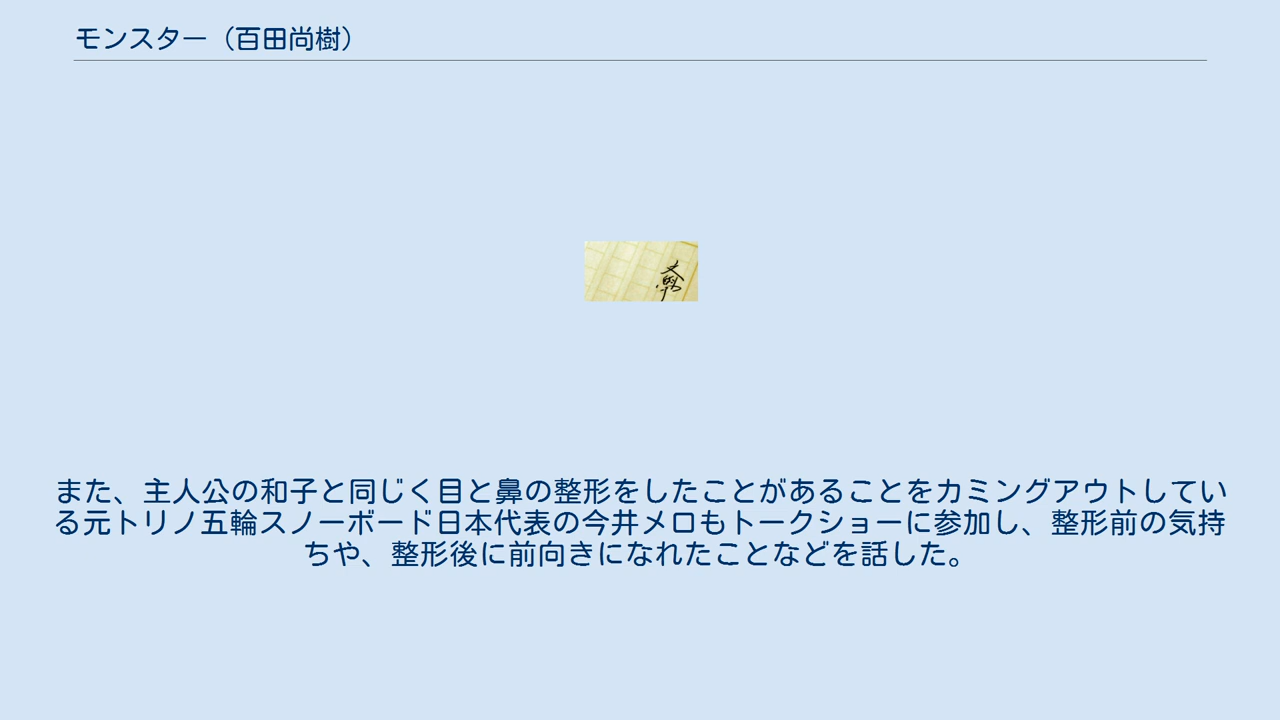 モンスター（百田尚樹）
また、主人公の和子と同じく目と鼻の整形をしたことがあることをカミングアウトしてい
る元トリノ五輪スノーボード日本代表の今井メロもトークショーに参加し、整形前の気持
ちや、整形後に前向きになれたことなどを話した。